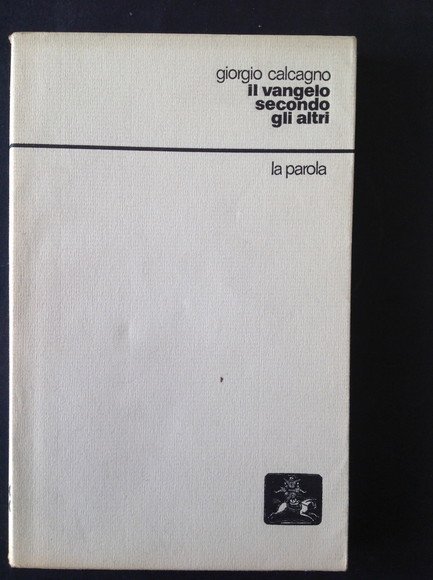 giorgio calcagno
il vangelo
secondo
gli altri
la parola